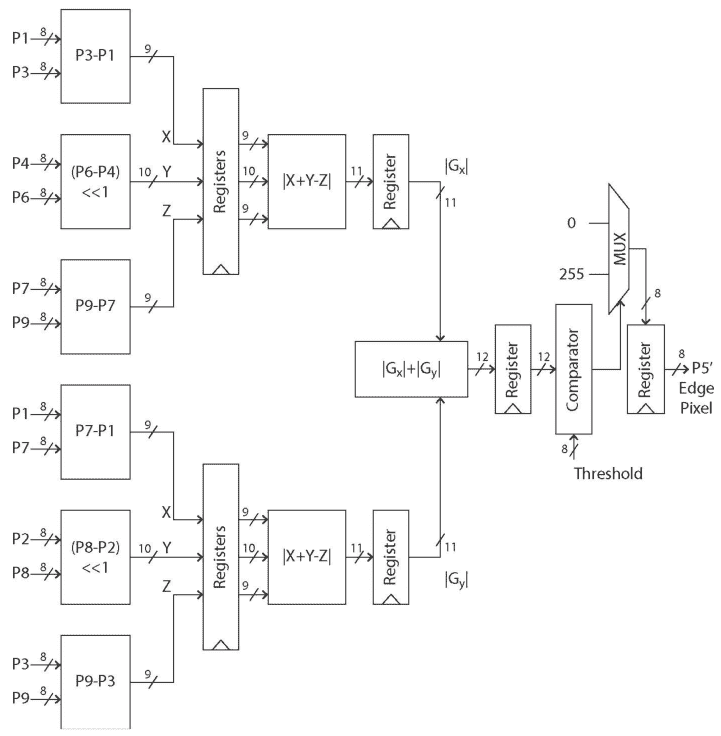 P1
8
P3
8
P3-P1
9
P4
8
P6
8
(P6-P4)
<<1
10
P7
8
P9
8
P9-P7
9
X
Y
Z
Registers
9
10
9
|X+Y-Z|
11
Register
|Gx|
11
P1
8
P7
8
P7-P1
9
P2
8
P8
8
(P8-P2)
<<1
10
P3
8
P9
8
P9-P3
9
X
Y
Z
Registers
9
10
9
|X+Y-Z|
11
Register
11
|Gy|
|Gx|+|Gy|
12
Register
12
Comparator
8
Threshold
0
255
MUX
8
Register
8
P5'
Edge
Pixel